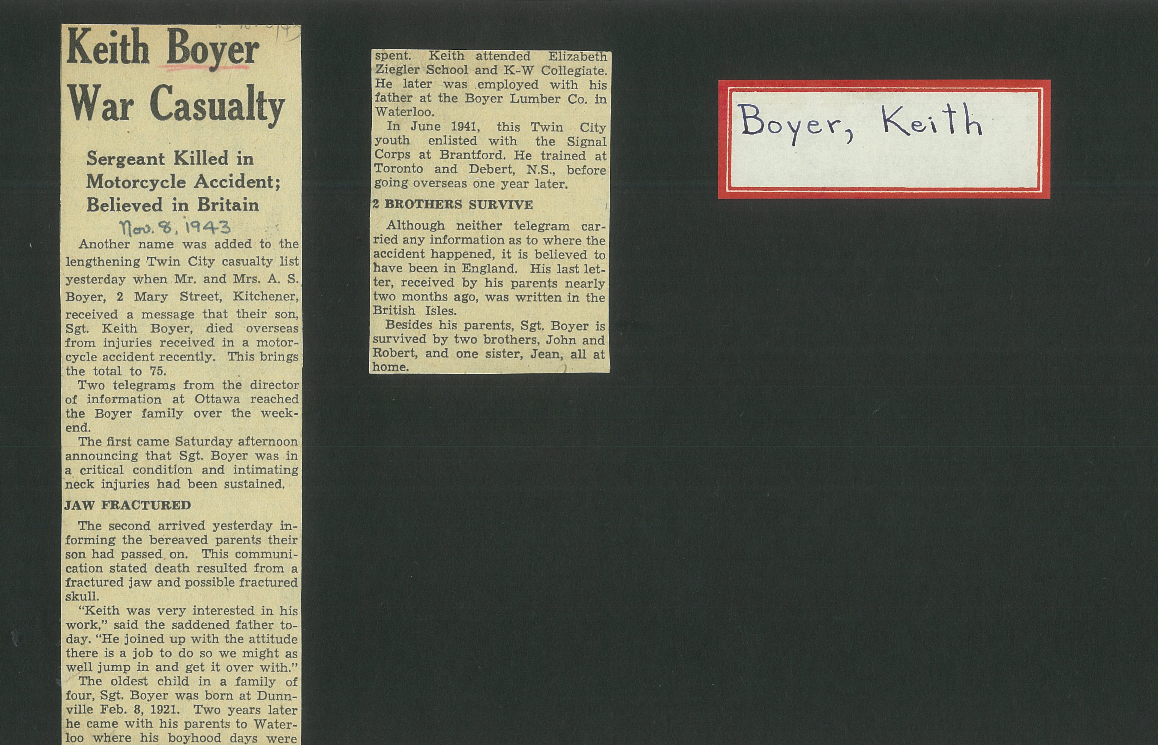 Keith Boyer
War Casualty
Sergeant Killed in
Motorcycle Accident;
Believed in Britain
Nov. 8, 1943
Another name was added to the
lengthening Twin City casualty list
yesterday when Mr. and Mrs. A. S.
Boyer, 2 Mary Street, Kitchener,
received a message that their son,
Sgt. Keith Boyer, died overseas
from injuries received in a motor-
cycle accident recently. This brings
the total to 75.
Two telegrams from the director
of information at Ottawa reached
the Boyer family over the week-
end.
The first came Saturday afternoon
announcing that Sgt. Boyer was in
a critical condition and intimating
neck injuries had been sustained.
JAW FRACTURED
The second arrived yesterday in-
forming the bereaved parents their
son had passed on. This communi-
cation stated death resulted from a
fractured jaw and possible fractured
skull.
"Keith was very interested in his
work," said the saddened father to-
day. "He joined up with the attitude
there is a job to do so we might as
well jump in and get it over with."
The oldest child in a family of
four, Sgt. Boyer was born at Dunn-
ville Feb. 8, 1921. Two years later
he came with his parents to Water-
loo where his boyhood days were
spent. Keith attended Elizabeth
Ziegler School and K-W Collegiate.
He later was employed with his
father at the Boyer Lumber Co. in
Waterloo.
In June 1941, this Twin City
youth enlisted with the Signal
Corps at Brantford. He trained at
Toronto and Debert, N.S., before
going overseas one year later.
2 BROTHERS SURVIVE
Although neither telegram car-
ried any information as to where the
accident happened, it is believed to
have been in England. His last let-
ter, received by his parents nearly
two months ago, was written in the
British Isles.
Besides his parents, Sgt. Boyer is
survived by two brothers, John and
Robert, and one sister, Jean, all at
home.
Boyer, Keith